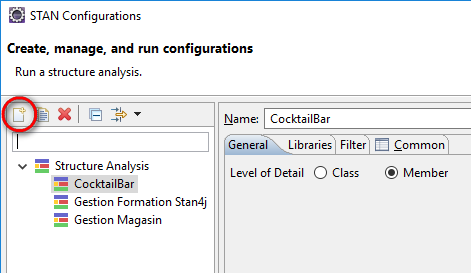 STAN Configurations
Create, manage, and run configurations
Run a structure analysis.
Name: CocktailBar
General Libraries Filter Common
Structure Analysis
Level of Detail Class Member
CocktailBar
Gestion Formation Stan4j
Gestion Magasin